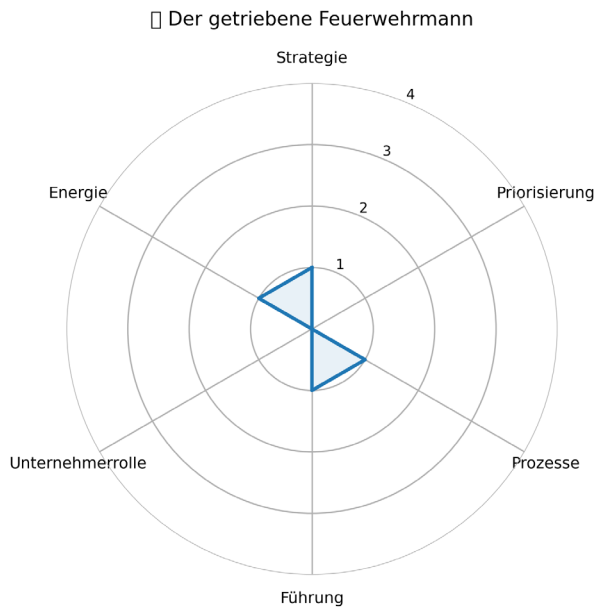 Der getriebene Feuerwehrmann
Strategie
4
3
Energie
Priorisierung
2
1
Unternehmerrolle
Prozesse
Führung